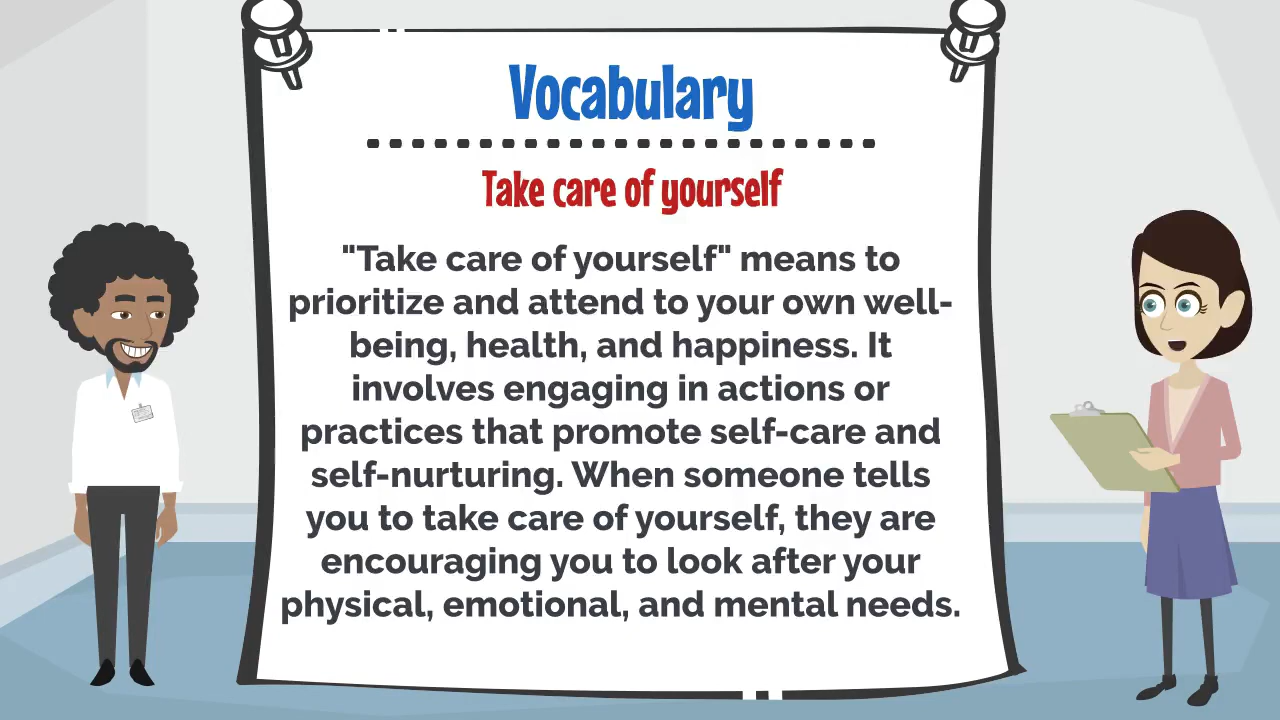 Vocabulary
Take care of yourself
"Take care of yourself" means to
prioritize and attend to your own well-
being, health, and happiness. It
involves engaging in actions or
practices that promote self-care and
self-nurturing. When someone tells
you to take care of yourself, they are
encouraging you to look after your
physical, emotional, and mental needs.